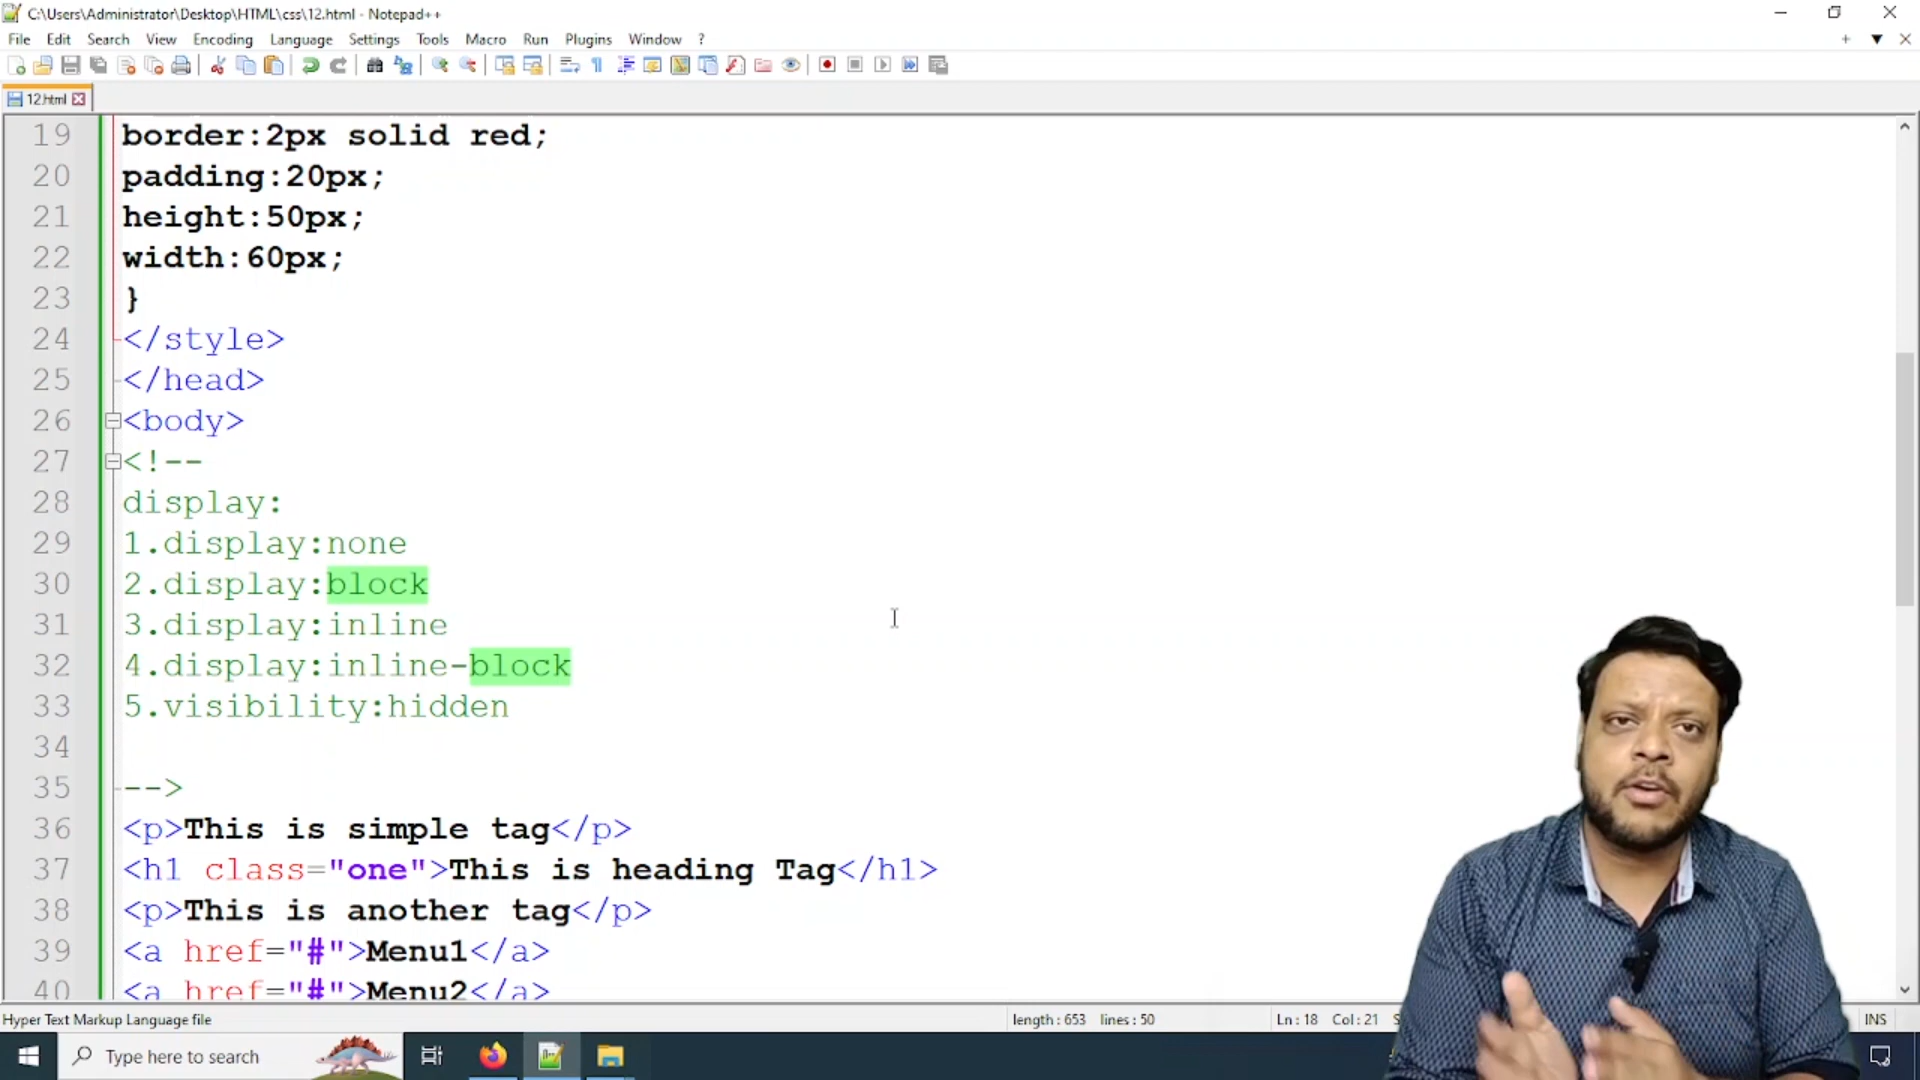 C:\Users\Administrator\Desktop\HTML\css\12.html - Notepad++
File Edit Search View Encoding Language Settings Tools Macro Run Plugins Window ?
12.html
19 border:2px solid red;
20 padding:20px;
21 height:50px;
22 width:60px;
23 }
24 </style>
25 </head>
26 <body>
27 <!--
28 display:
29 1.display:none
30 2.display:block
31 3.display:inline
32 4.display:inline-block
33 5.visibility:hidden
34
35 -->
36 <p>This is simple tag</p>
37 <h1 class="one">This is heading Tag</h1>
38 <p>This is another tag</p>
39 <a href="#">Menu1</a>
40 <a href="#">Menu2</a>
Hyper Text Markup Language file length : 653 lines : 50 Ln : 18 Col : 21 INS
Type here to search